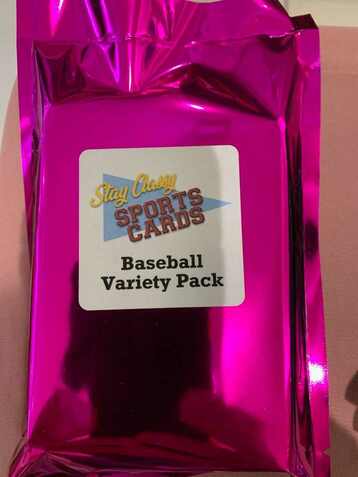 Stay Classy
SPORTS
CARDS
Baseball
Variety Pack